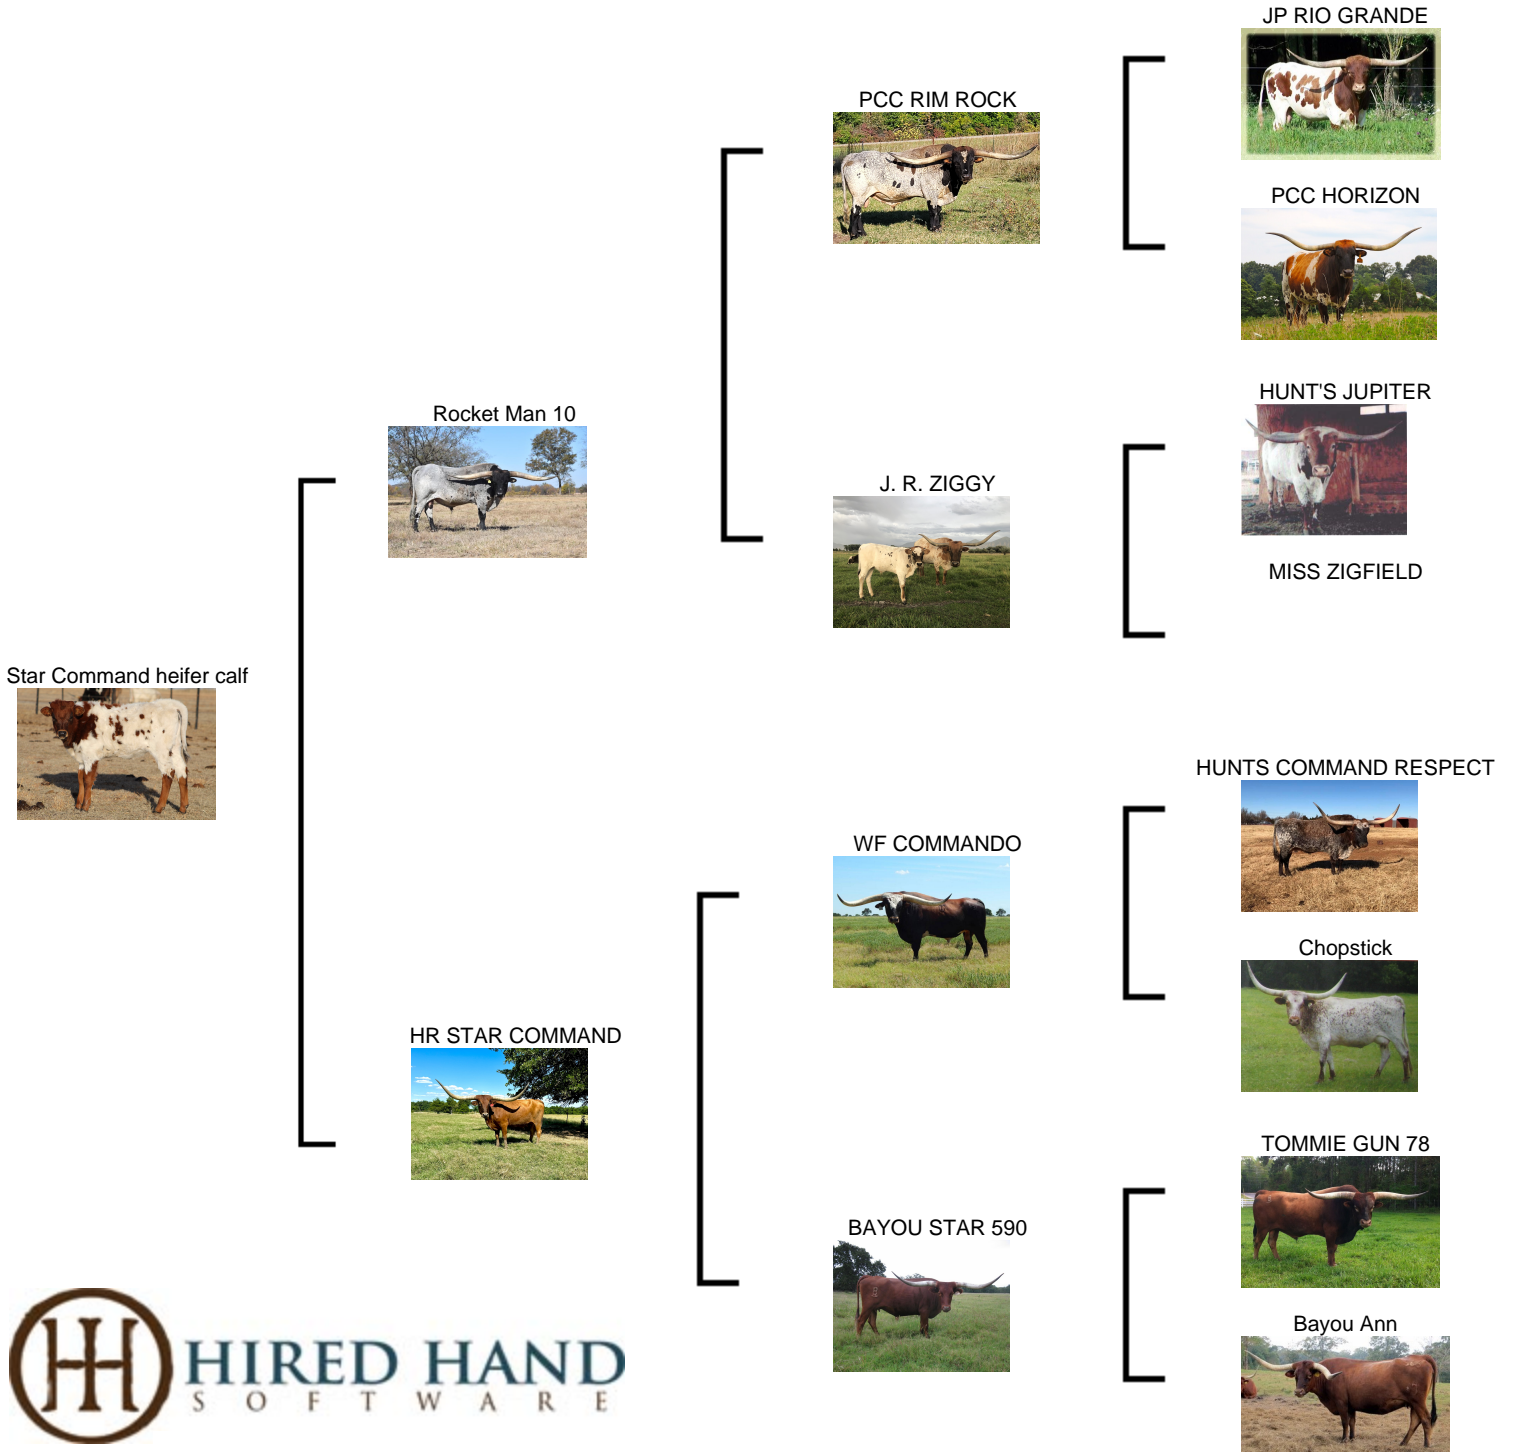 JP RIO GRANDE
PCC RIM ROCK
PCC HORIZON
HUNT'S JUPITER
Rocket Man 10
J. R. ZIGGY
MISS ZIGFIELD
Star Command heifer calf
HUNTS COMMAND RESPECT
WF COMMANDO
Chopstick
HR STAR COMMAND
TOMMIE GUN 78
BAYOU STAR 590
Bayou Ann
HIRED HAND
SOFTWARE